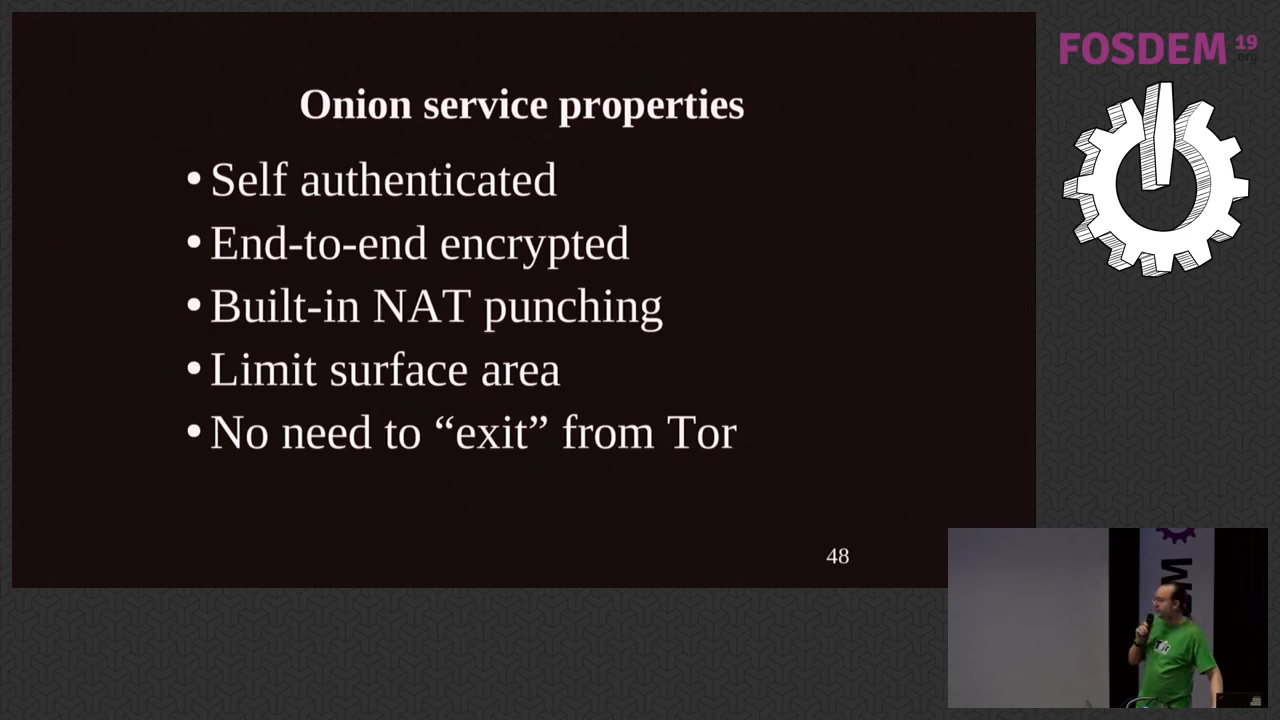 Onion service properties
• Self authenticated
• End-to-end encrypted
• Built-in NAT punching
• Limit surface area
• No need to “exit” from Tor
48
FOSDEM 19
.org